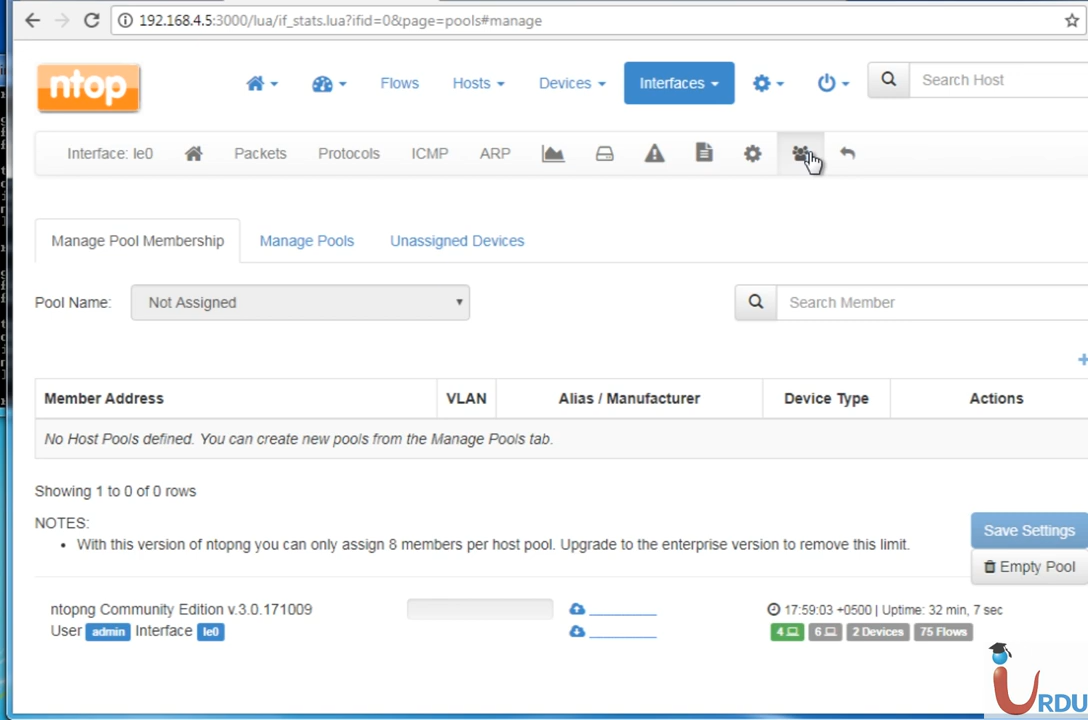 192.168.4.5:3000/lua/if_stats.lua?ifid=0&page=pools#manage
ntop
Flows Hosts Devices Interfaces Search Host
Interface: le0 Packets Protocols ICMP ARP
Manage Pool Membership Manage Pools Unassigned Devices
Pool Name: Not Assigned Search Member
Member Address VLAN Alias / Manufacturer Device Type Actions
No Host Pools defined. You can create new pools from the Manage Pools tab.
Showing 1 to 0 of 0 rows
NOTES:
• With this version of ntopng you can only assign 8 members per host pool. Upgrade to the enterprise version to remove this limit.
Save Settings
Empty Pool
ntopng Community Edition v.3.0.171009 17:59:03 +0500 | Uptime: 32 min, 7 sec
User admin Interface le0 4 6 2 Devices 75 Flows
iURDU